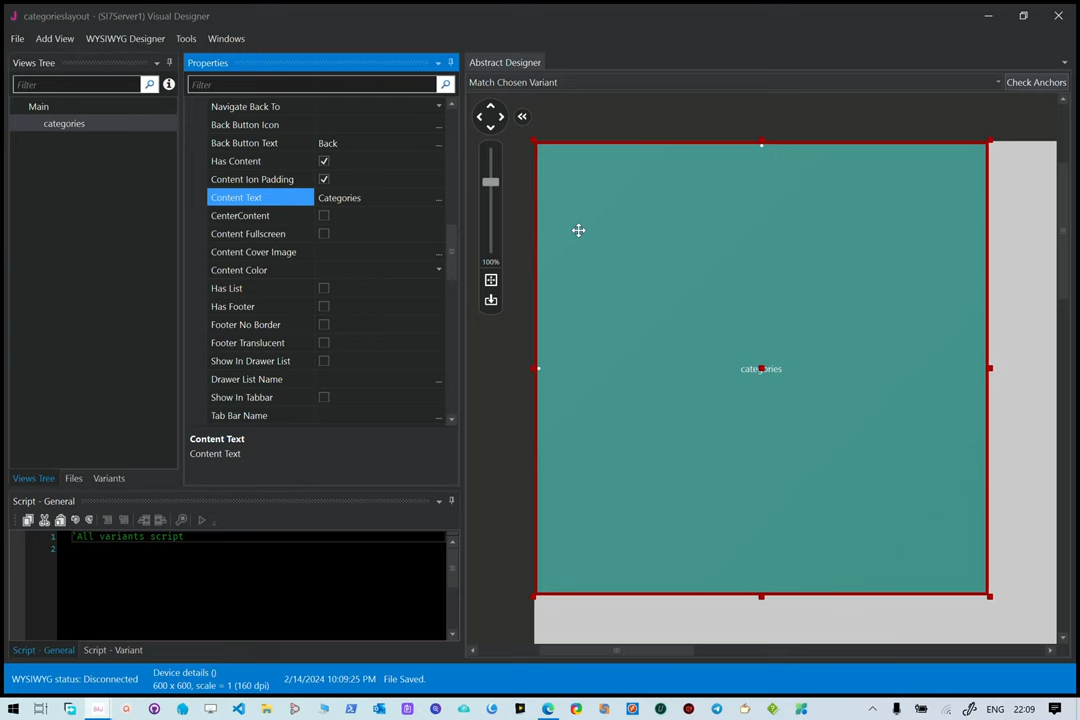 categorieslayout - (SI7Server1) Visual Designer
File Add View WYSIWYG Designer Tools Windows
Views Tree
Filter
Main
categories
Views Tree Files Variants
Properties
Filter
Navigate Back To
Back Button Icon ...
Back Button Text Back ...
Has Content
Content Ion Padding
Content Text Categories ...
CenterContent
Content Fullscreen
Content Cover Image ...
Content Color
Has List
Has Footer
Footer No Border
Footer Translucent
Show In Drawer List
Drawer List Name ...
Show In Tabbar
Tab Bar Name ...
Content Text
Content Text
Abstract Designer
Match Chosen Variant Check Anchors
100%
categories
Script - General
1 'All variants script
2
Script - General Script - Variant
WYSIWYG status: Disconnected
Device details ()
600 x 600, scale = 1 (160 dpi)
2/14/2024 10:09:25 PM File Saved.
ENG 22:09